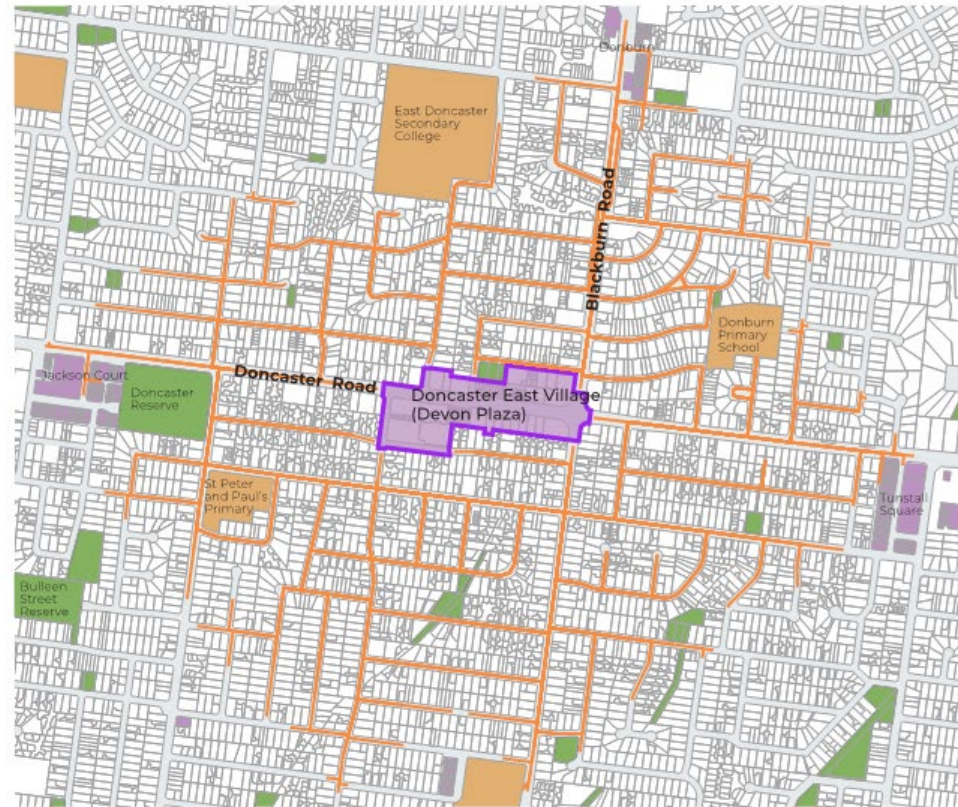 Donburn
East Doncaster
Secondary
College
Blackburn Road
Donburn
Primary
School
Jackson Court
Doncaster Road
Doncaster
Reserve
Doncaster East Village
(Devon Plaza)
St Peter
and Paul's
Primary
Tunstall
Square
Bulleen
Street
Reserve